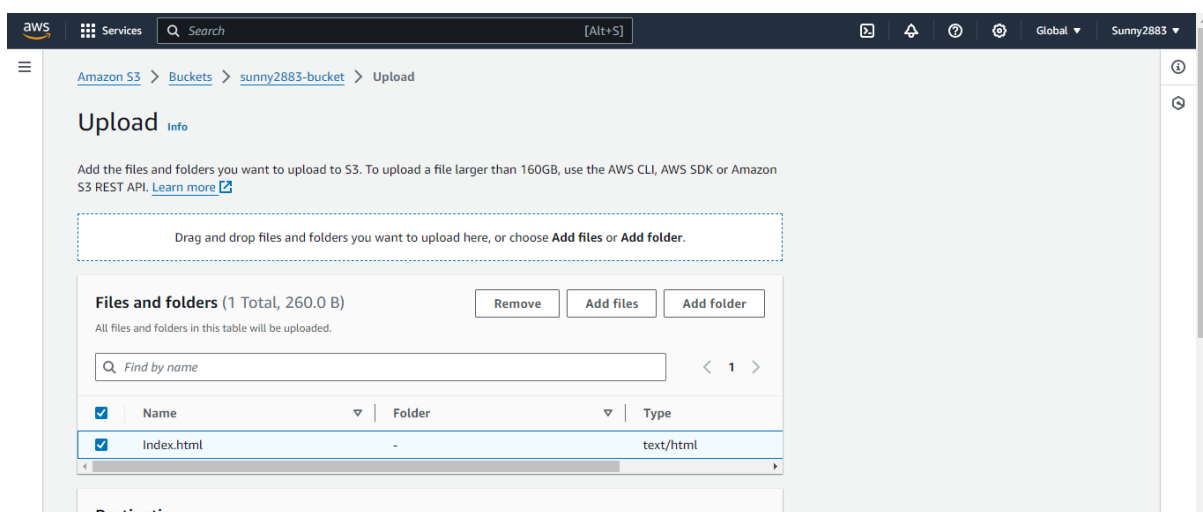 aws Services Search [Alt+S] Global Sunny2883
Amazon S3 Buckets sunny2883-bucket Upload
Upload Info
Add the files and folders you want to upload to S3. To upload a file larger than 160GB, use the AWS CLI, AWS SDK or Amazon
S3 REST API. Learn more
Drag and drop files and folders you want to upload here, or choose Add files or Add folder.
Files and folders (1 Total, 260.0 B) Remove Add files Add folder
All files and folders in this table will be uploaded.
Find by name 1
Name Folder Type
Index.html - text/html